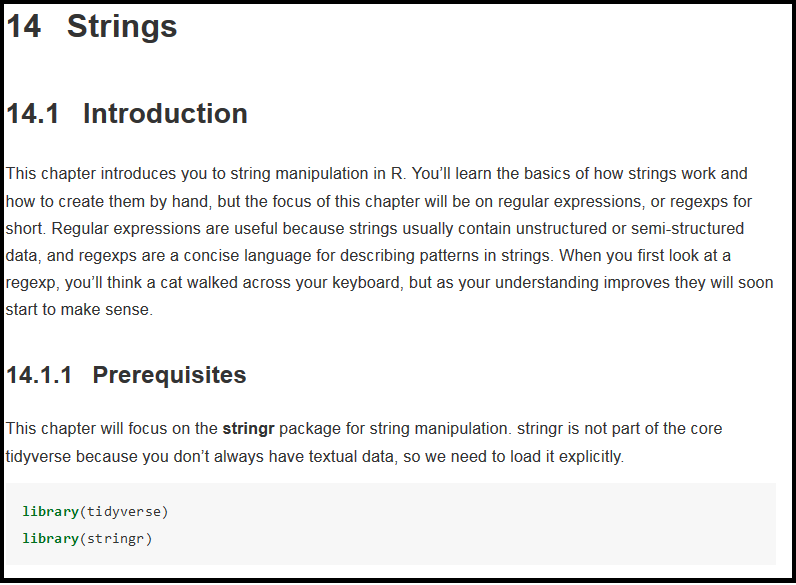 14 Strings
14.1 Introduction
This chapter introduces you to string manipulation in R. You’ll learn the basics of how strings work and
how to create them by hand, but the focus of this chapter will be on regular expressions, or regexps for
short. Regular expressions are useful because strings usually contain unstructured or semi-structured
data, and regexps are a concise language for describing patterns in strings. When you first look at a
regexp, you’ll think a cat walked across your keyboard, but as your understanding improves they will soon
start to make sense.
14.1.1 Prerequisites
This chapter will focus on the stringr package for string manipulation. stringr is not part of the core
tidyverse because you don’t always have textual data, so we need to load it explicitly.
library(tidyverse)
library(stringr)